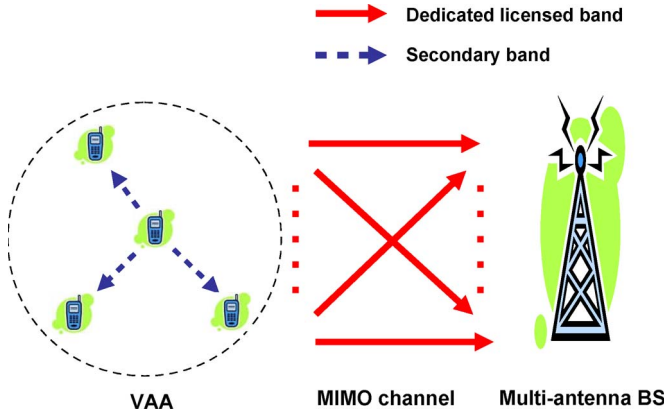 Dedicated licensed band
Secondary band
VAA
MIMO channel
Multi-antenna BS